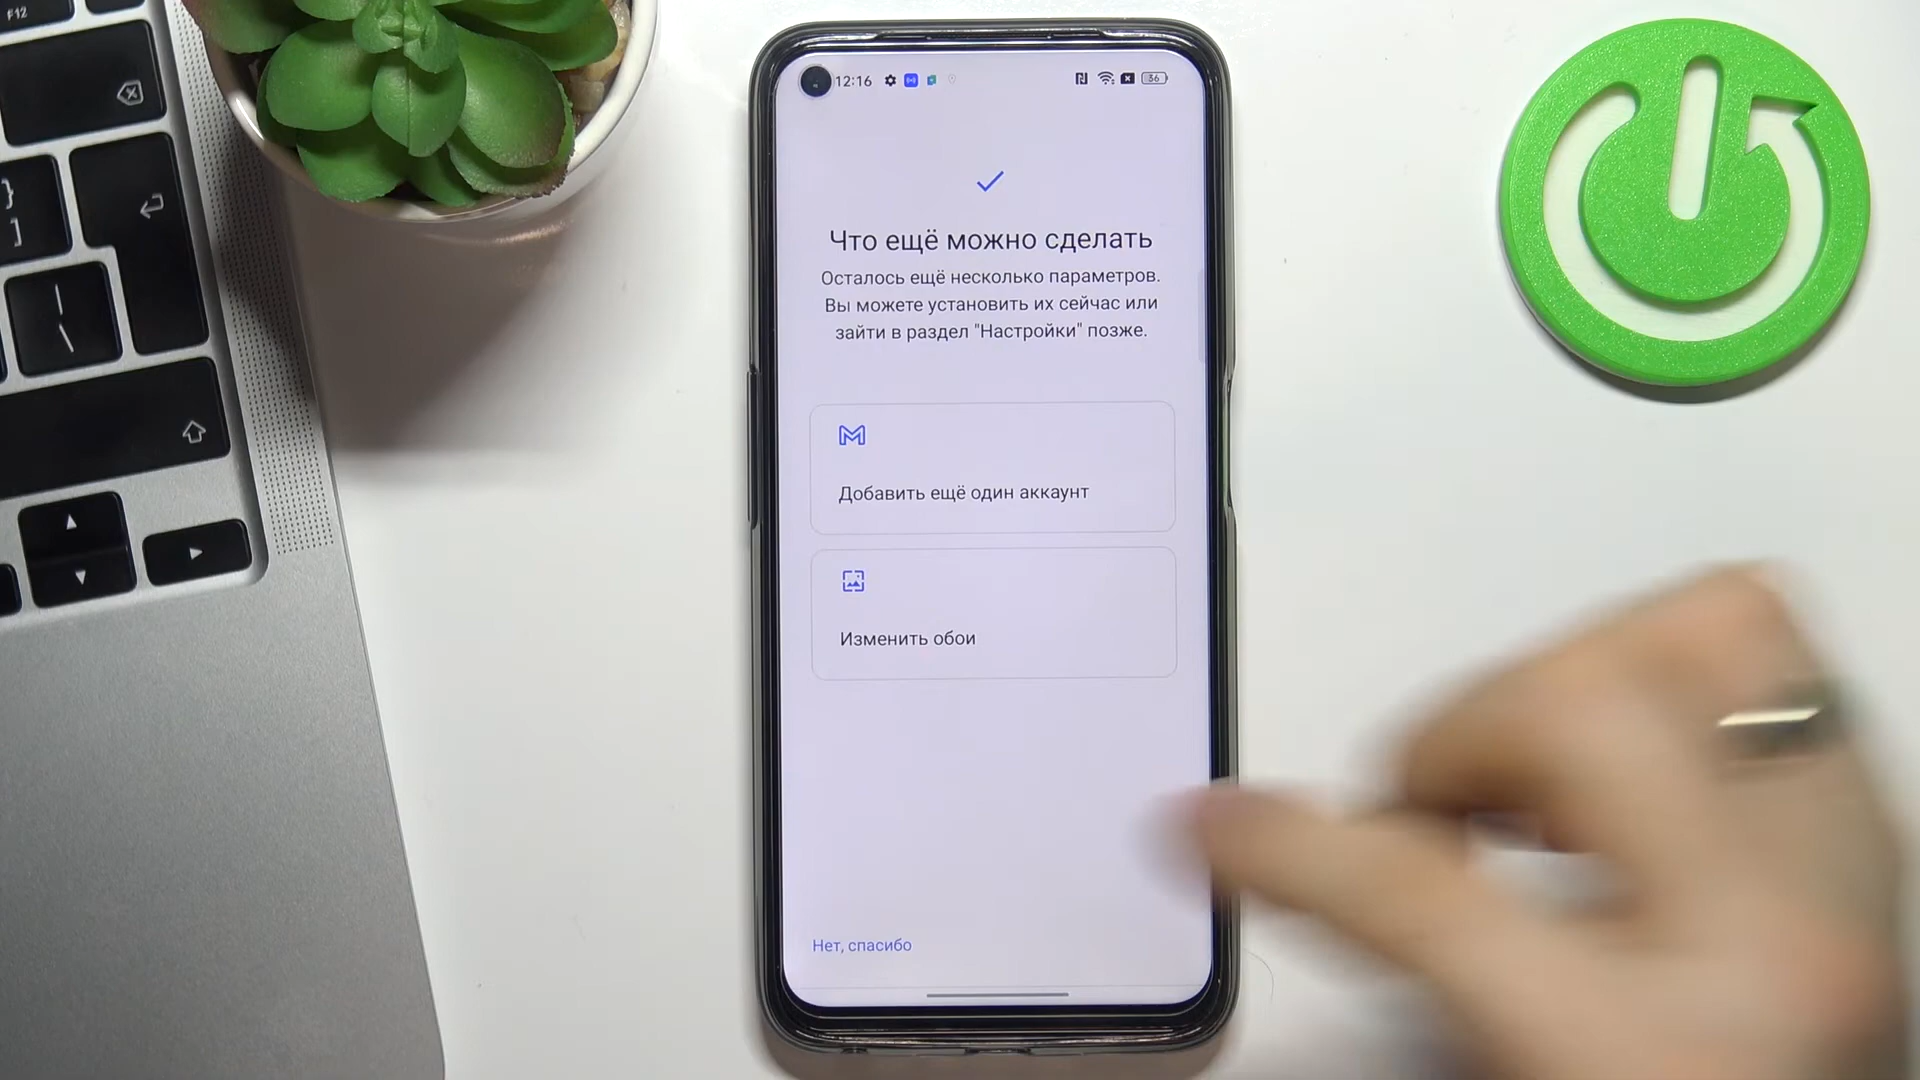 F12
}
]
|
\
12:16
36
Что ещё можно сделать
Осталось ещё несколько параметров.
Вы можете установить их сейчас или
зайти в раздел "Настройки" позже.
Добавить ещё один аккаунт
Изменить обои
Нет, спасибо